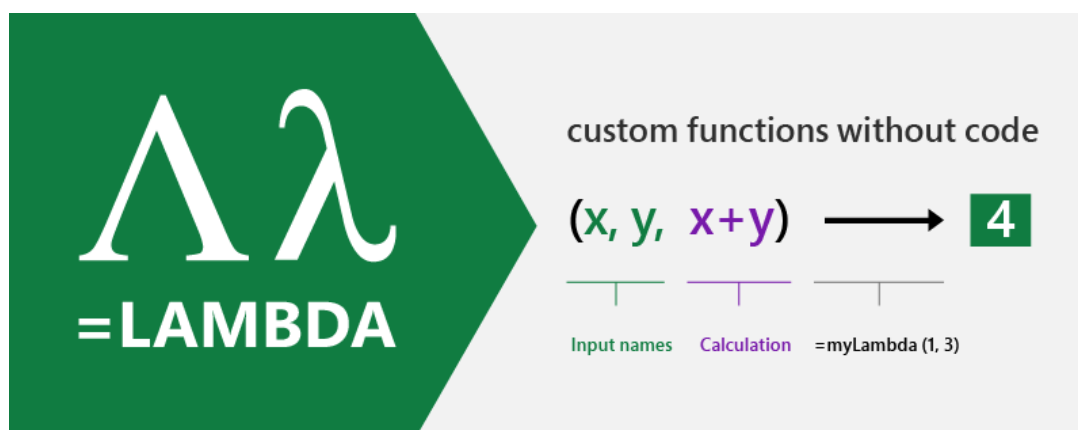 Λλ
=LAMBDA
custom functions without code
(x, y, x+y) → 4
Input names Calculation =myLambda (1, 3)